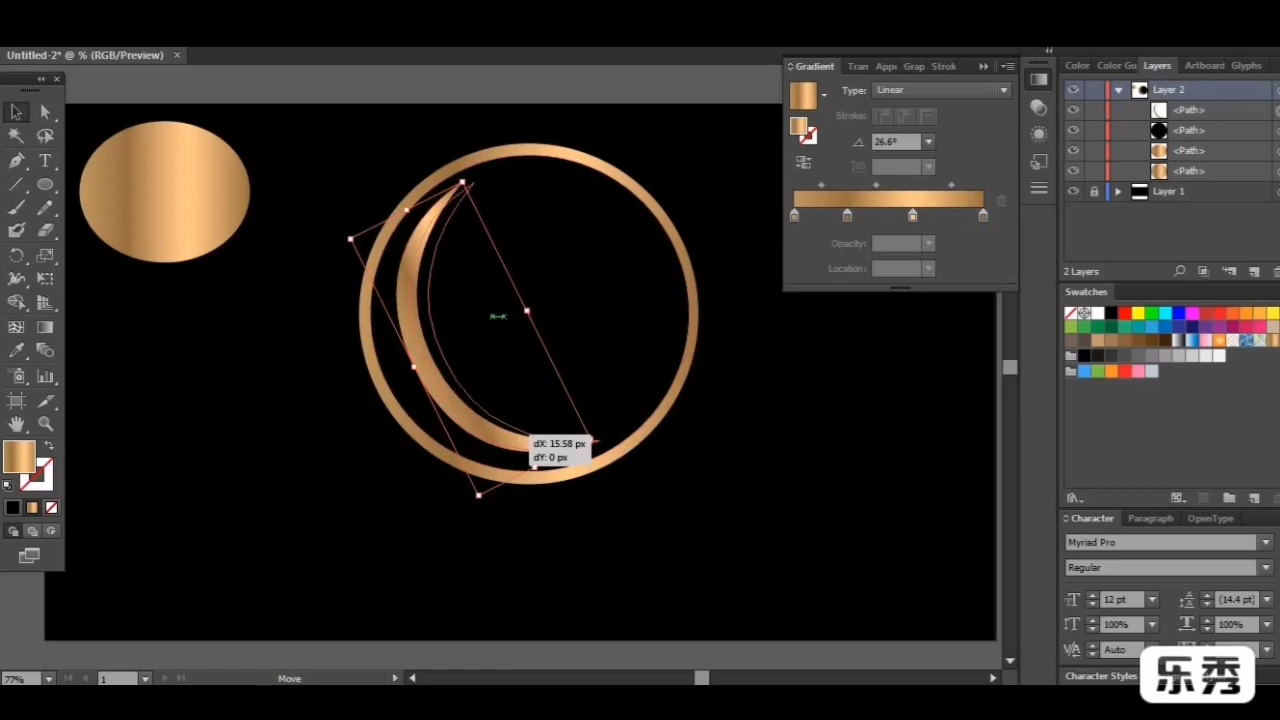 Untitled-2* @ % (RGB/Preview)
Gradient
Tran
Appe
Grap
Strok
Type:
Linear
Stroke:
26.6°
Opacity:
Location:
Color
Color Gu
Layers
Artboard
Glyphs
Layer 2
<Path>
<Path>
<Path>
<Path>
Layer 1
2 Layers
Swatches
Character
Paragraph
OpenType
Myriad Pro
Regular
12 pt
(14.4 pt)
100%
100%
Auto
Character Styles
dX: 15.58 px
dY: 0 px
77%
1
Move
乐秀